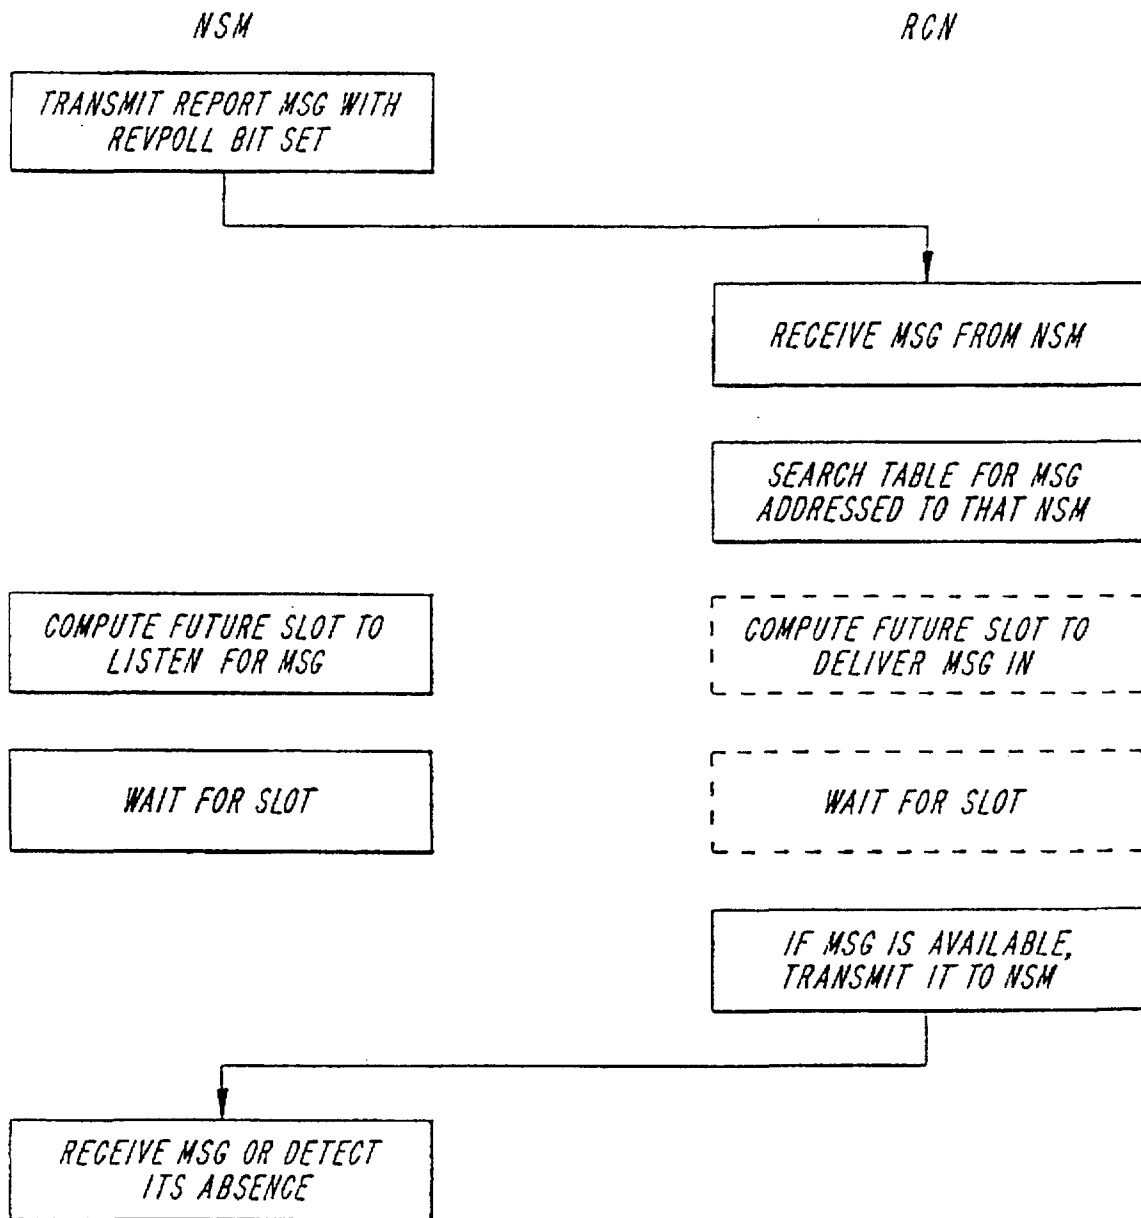 NSM
RCN
TRANSMIT REPORT MSG WITH
REVPOLL BIT SET
RECEIVE MSG FROM NSM
SEARCH TABLE FOR MSG
ADDRESSED TO THAT NSM
COMPUTE FUTURE SLOT TO
LISTEN FOR MSG
COMPUTE FUTURE SLOT TO
DELIVER MSG IN
WAIT FOR SLOT
WAIT FOR SLOT
IF MSG IS AVAILABLE,
TRANSMIT IT TO NSM
RECEIVE MSG OR DETECT
ITS ABSENCE